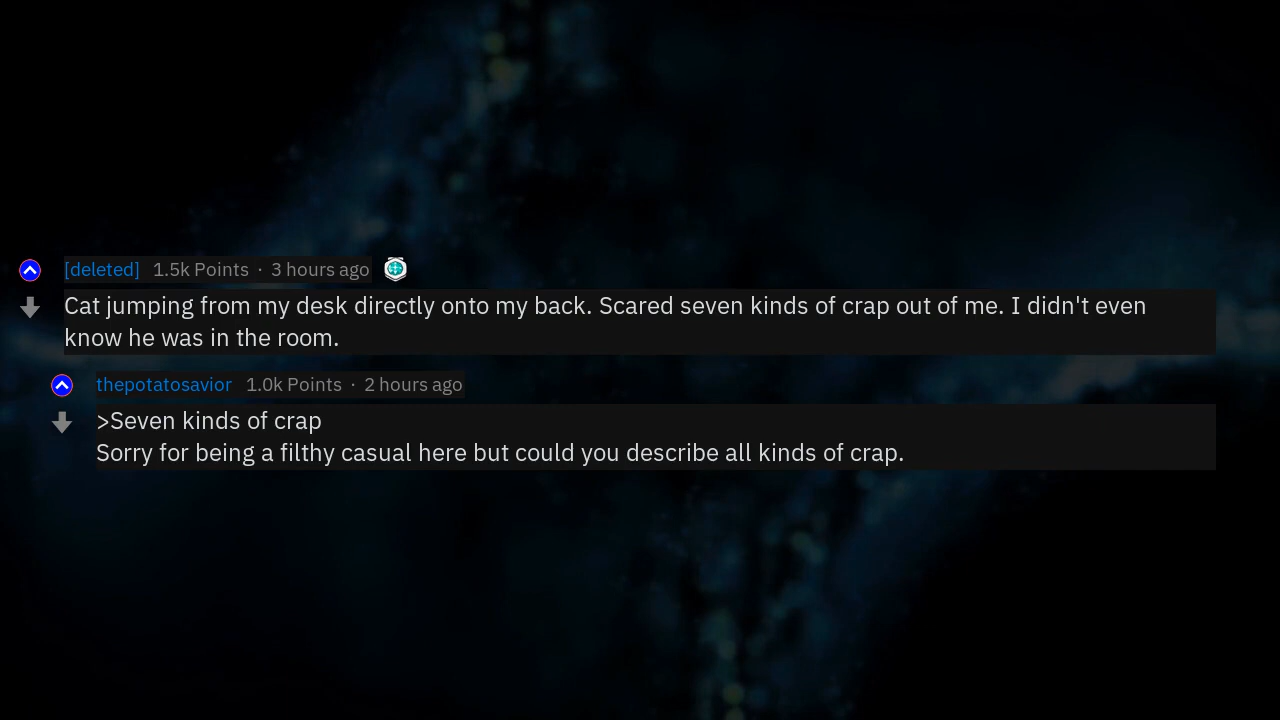 [deleted] 1.5k Points · 3 hours ago
Cat jumping from my desk directly onto my back. Scared seven kinds of crap out of me. I didn't even
know he was in the room.
thepotatosavior 1.0k Points · 2 hours ago
>Seven kinds of crap
Sorry for being a filthy casual here but could you describe all kinds of crap.